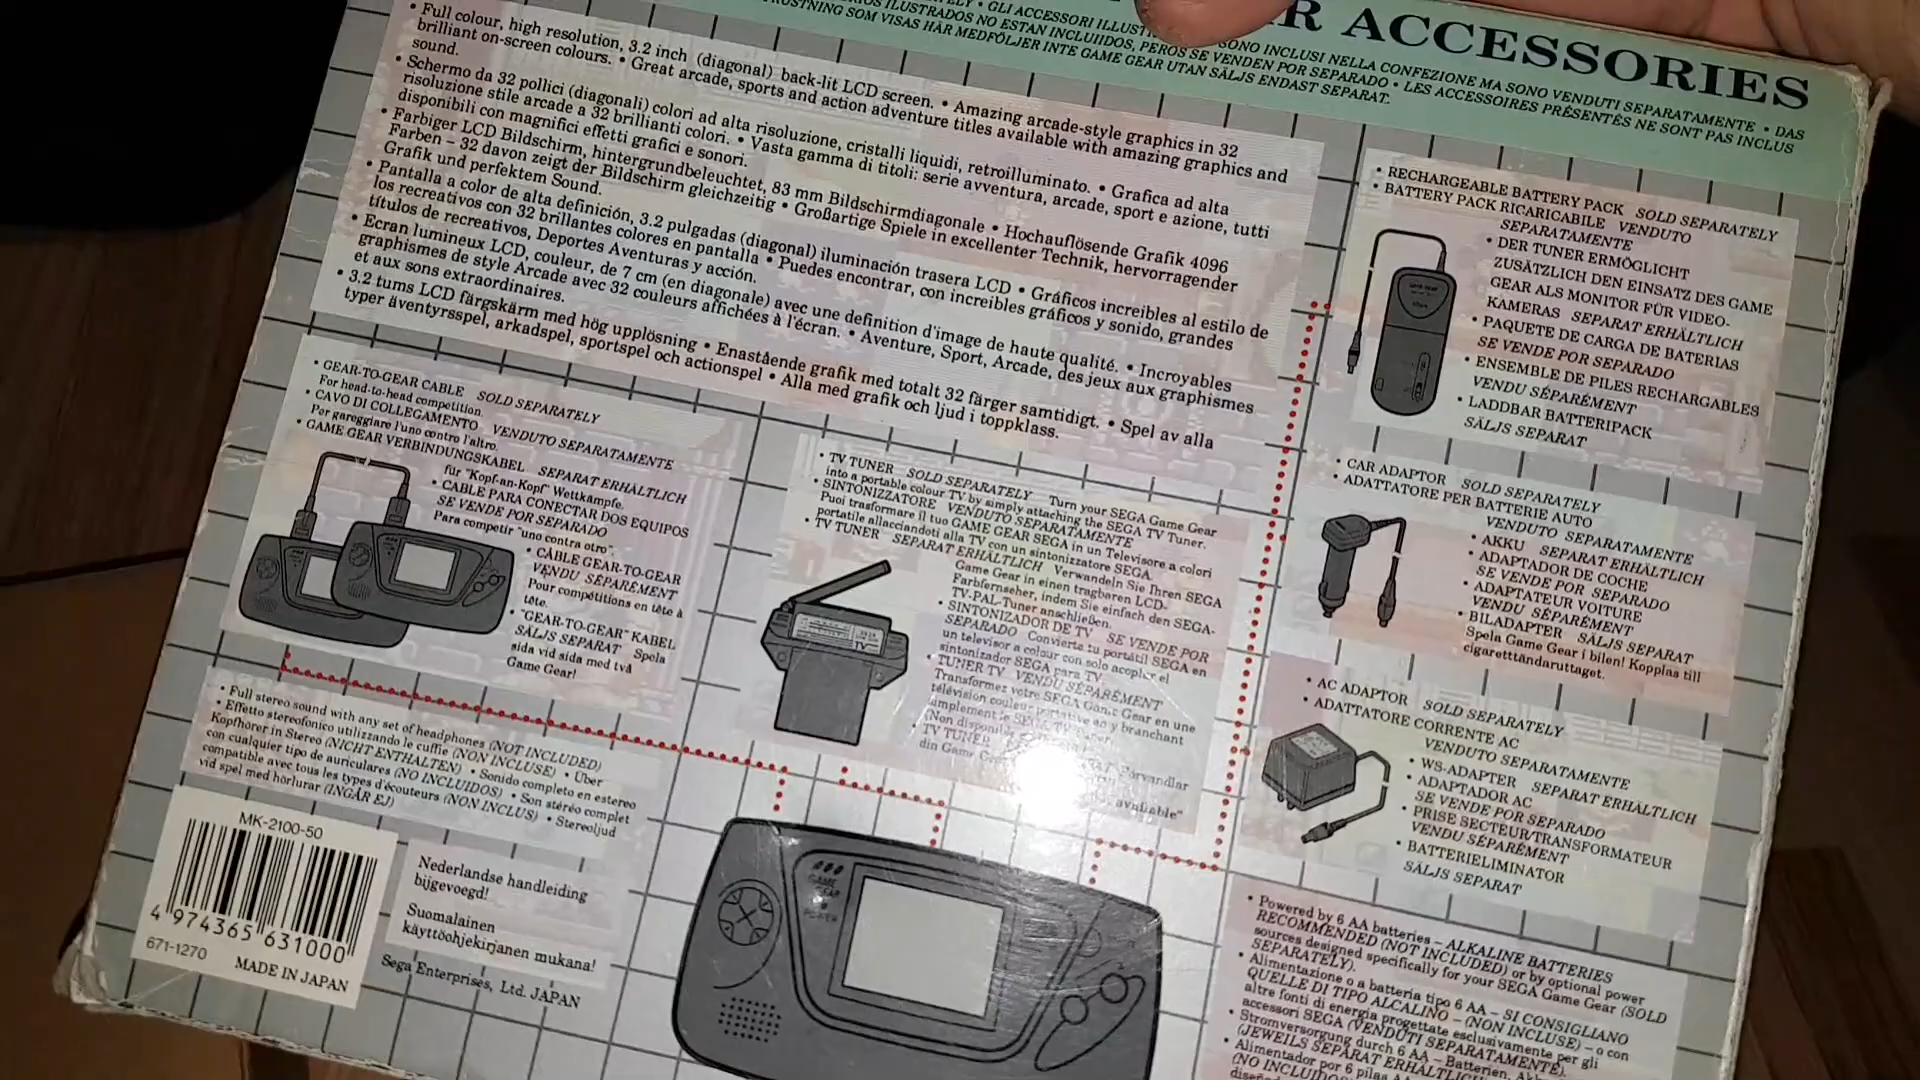 R ACCESSORIES
SONO INCLUSI NELLA CONFEZIONE MA SONO VENDUTI SEPARATAMENTE • DAS
ILUSTRADOS NO ESTAN INCLUIIDOS, PEROS SE VENDEN POR SEPARADO • LES ACCESSOIRES PRÉSENTÉS NE SONT PAS INCLUS
SOM VISAS HÄR MEDFÖLJER INTE GAME GEAR UTAN SÄLJS ENDAST SEPARAT.
• Full colour, high resolution, 3.2 inch (diagonal) back-lit LCD screen. • Amazing arcade-style graphics in 32
brilliant on-screen colours. • Great arcade, sports and action adventure titles available with amazing graphics and
sound.
• Schermo da 32 pollici (diagonali) colori ad alta risoluzione, cristalli liquidi, retroilluminato. • Grafica ad alta
risoluzione stile arcade a 32 brillianti colori. • Vasta gamma di titoli: serie avventura, arcade, sport e azione, tutti
disponibili con magnifici effetti grafici e sonori.
• Farbiger LCD Bildschirm, hintergrundbeleuchtet, 83 mm Bildschirmdiagonale • Hochauflösende Grafik 4096
Farben – 32 davon zeigt der Bildschirm gleichzeitig • Großartige Spiele in excellenter Technik, hervorragender
Grafik und perfektem Sound.
• Pantalla a color de alta definición, 3.2 pulgadas (diagonal) iluminación trasera LCD • Gráficos increibles al estilo de
los recreativos con 32 brillantes colores en pantalla • Puedes encontrar, con increibles gráficos y sonido, grandes
títulos de recreativos, Deportes Aventuras y acción.
• Ecran lumineux LCD, couleur, de 7 cm (en diagonale) avec une definition d'image de haute qualité. • Incroyables
graphismes de style Arcade avec 32 couleurs affichées à l'écran. • Aventure, Sport, Arcade, des jeux aux graphismes
et aux sons extraordinaires.
• 3.2 tums LCD färgskärm med hög upplösning • Enastående grafik med totalt 32 färger samtidigt. • Spel av alla
typer äventyrsspel, arkadspel, sportspel och actionspel • Alla med grafik och ljud i toppklass.
• RECHARGEABLE BATTERY PACK SOLD SEPARATELY
• BATTERY PACK RICARICABILE VENDUTO
SEPARATAMENTE
• DER TUNER ERMÖGLICHT
ZUSÄTZLICH DEN EINSATZ DES GAME
GEAR ALS MONITOR FÜR VIDEO-
KAMERAS SEPARAT ERHÄLTLICH
• PAQUETE DE CARGA DE BATERIAS
SE VENDE POR SEPARADO
• ENSEMBLE DE PILES RECHARGABLES
VENDU SÉPARÉMENT
• LADDBAR BATTERIPACK
SÄLJS SEPARAT
• GEAR-TO-GEAR CABLE SOLD SEPARATELY
For head-to-head competition.
• CAVO DI COLLEGAMENTO VENDUTO SEPARATAMENTE
Per gareggiare l'uno contro l'altro.
• GAME GEAR VERBINDUNGSKABEL SEPARAT ERHÄLTLICH
für "Kopf-an-Kopf" Wettkämpfe.
• CABLE PARA CONECTAR DOS EQUIPOS
SE VENDE POR SEPARADO
Para competir "uno contra otro".
• CÂBLE GEAR-TO-GEAR
VENDU SÉPARÉMENT
Pour compétitions en tête à
tête.
• "GEAR-TO-GEAR" KABEL
SÄLJS SEPARAT Spela
sida vid sida med två
Game Gear!
• TV TUNER SOLD SEPARATELY Turn your SEGA Game Gear
into a portable colour TV by simply attaching the SEGA TV Tuner.
• SINTONIZZATORE VENDUTO SEPARATAMENTE
Puoi trasformare il tuo GAME GEAR SEGA in un Televisore a colori
portatile allacciandoti alla TV con un sintonizzatore SEGA.
• TV TUNER SEPARAT ERHÄLTLICH Verwandeln Sie Ihren SEGA
Game Gear in einen tragbaren LCD-
Farbfernseher, indem Sie einfach den SEGA-
TV-PAL-Tuner anschließen.
• SINTONIZADOR DE TV SE VENDE POR
SEPARADO Convierta tu portátil SEGA en
un televisor a colour con solo acoplar el
sintonizador SEGA para TV.
• TUNER TV VENDU SÉPARÉMENT
Transformez votre SEGA Game Gear en une
télévision couleur portative en y branchant
simplement le SEGA TV Tuner.
(Non disponible
TV TUNER Förvandlar
din Game Gear
available"
• CAR ADAPTOR SOLD SEPARATELY
• ADATTATORE PER BATTERIE AUTO
VENDUTO SEPARATAMENTE
• AKKU SEPARAT ERHÄLTLICH
• ADAPTADOR DE COCHE
SE VENDE POR SEPARADO
• ADAPTATEUR VOITURE
VENDU SÉPARÉMENT
• BILADAPTER SÄLJS SEPARAT
Spela Game Gear i bilen! Kopplas till
cigaretttändaruttaget.
• AC ADAPTOR SOLD SEPARATELY
• ADATTATORE CORRENTE AC
VENDUTO SEPARATAMENTE
• WS-ADAPTER SEPARAT ERHÄLTLICH
• ADAPTADOR AC
SE VENDE POR SEPARADO
• PRISE SECTEUR/TRANSFORMATEUR
VENDU SÉPARÉMENT
• BATTERIELIMINATOR
SÄLJS SEPARAT
• Full stereo sound with any set of headphones (NOT INCLUDED)
• Effetto stereofonico utilizzando le cuffie (NON INCLUSE) • Uber
Kopfhorer in Stereo (NICHT ENTHALTEN) • Sonido completo en estereo
con cualquier tipo de auriculares (NO INCLUIDOS) • Son stéréo complet
compatible avec tous les types d'écouteurs (NON INCLUS) • Stereoljud
vid spel med hörlurar (INGÅR EJ)
MK-2100-50
4 974365 631000
671-1270
MADE IN JAPAN
Nederlandse handleiding
bijgevoegd!
Suomalainen
käyttöohjekirjanen mukana!
Sega Enterprises, Ltd. JAPAN
GAME
GEAR
POWER
• Powered by 6 AA batteries – ALKALINE BATTERIES
RECOMMENDED (NOT INCLUDED) or by optional power
sources designed specifically for your SEGA Game Gear (SOLD
SEPARATELY).
• Alimentazione o a batteria tipo 6 AA – SI CONSIGLIANO
QUELLE DI TIPO ALCALINO – (NON INCLUSE) – o con
altre fonti di energia progettate esclusivamente per gli
accessori SEGA (VENDUTI SEPARATAMENTE).
• Stromversorgung durch 6 AA – Batterien,
(JEWEILS SEPARAT ERHÄLTLICH
• Alimentador por 6 pilas
(NO INCLUIDO